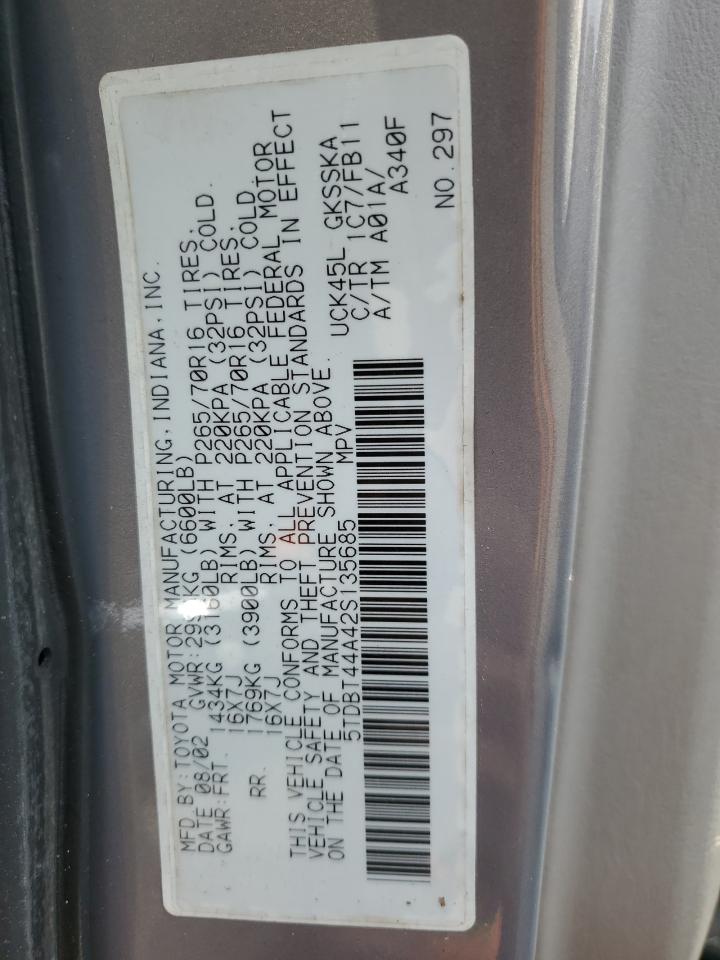 MFD.BY:TOYOTA MOTOR MANUFACTURING,INDIANA,INC.
DATE 08/02 GVWR: (6600LB)
GAWR:FRT. 1434KG (3160LB) WITH P265/70R16 TIRES,
16X7J RIMS, AT 220KPA (32PSI) COLD.
RR. 1769KG (3900LB) WITH P265/70R16 TIRES,
16X7J RIMS, AT 220KPA (32PSI) COLD
THIS VEHICLE CONFORMS TO ALL APPLICABLE FEDERAL MOTOR
VEHICLE SAFETY AND THEFT PREVENTION STANDARDS IN EFFECT
ON THE DATE OF MANUFACTURE SHOWN ABOVE.
5TDBT44A42S135685 MPV
UCK45L GKSSKA
C/TR 1C7/FB11
A/TM A01A/
A340F
NO.297